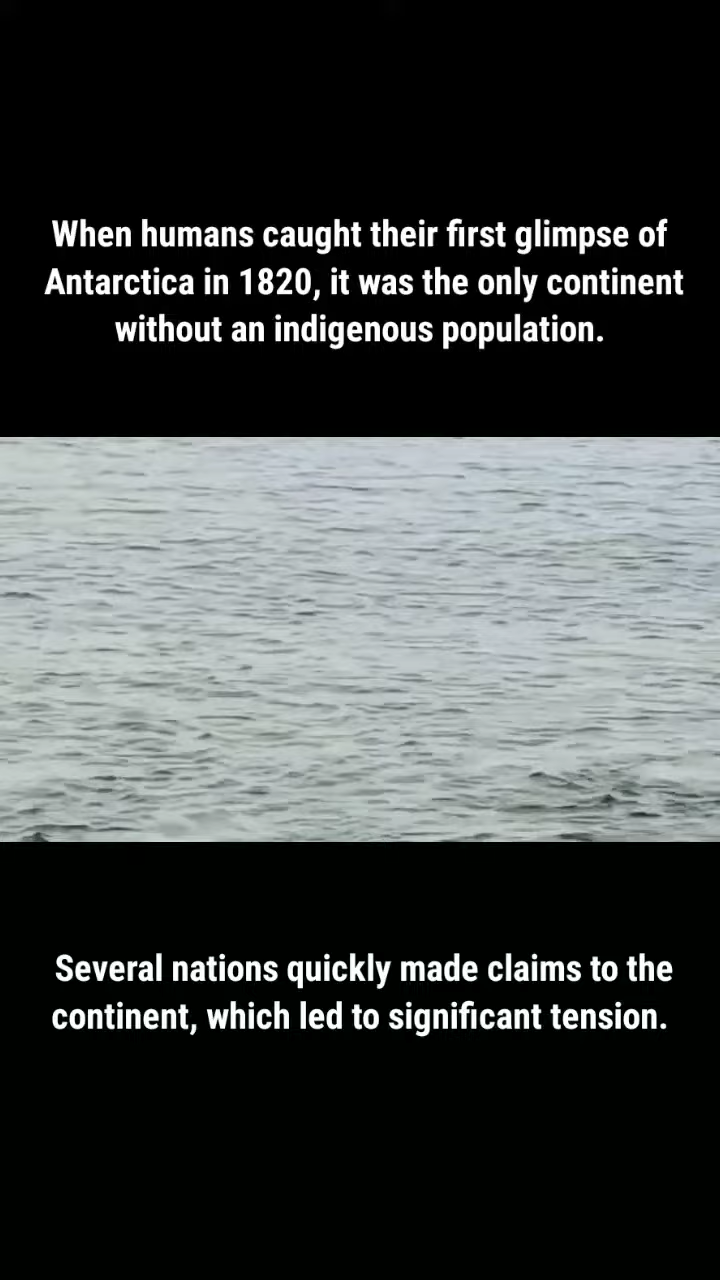 When humans caught their first glimpse of
Antarctica in 1820, it was the only continent
without an indigenous population.
Several nations quickly made claims to the
continent, which led to significant tension.